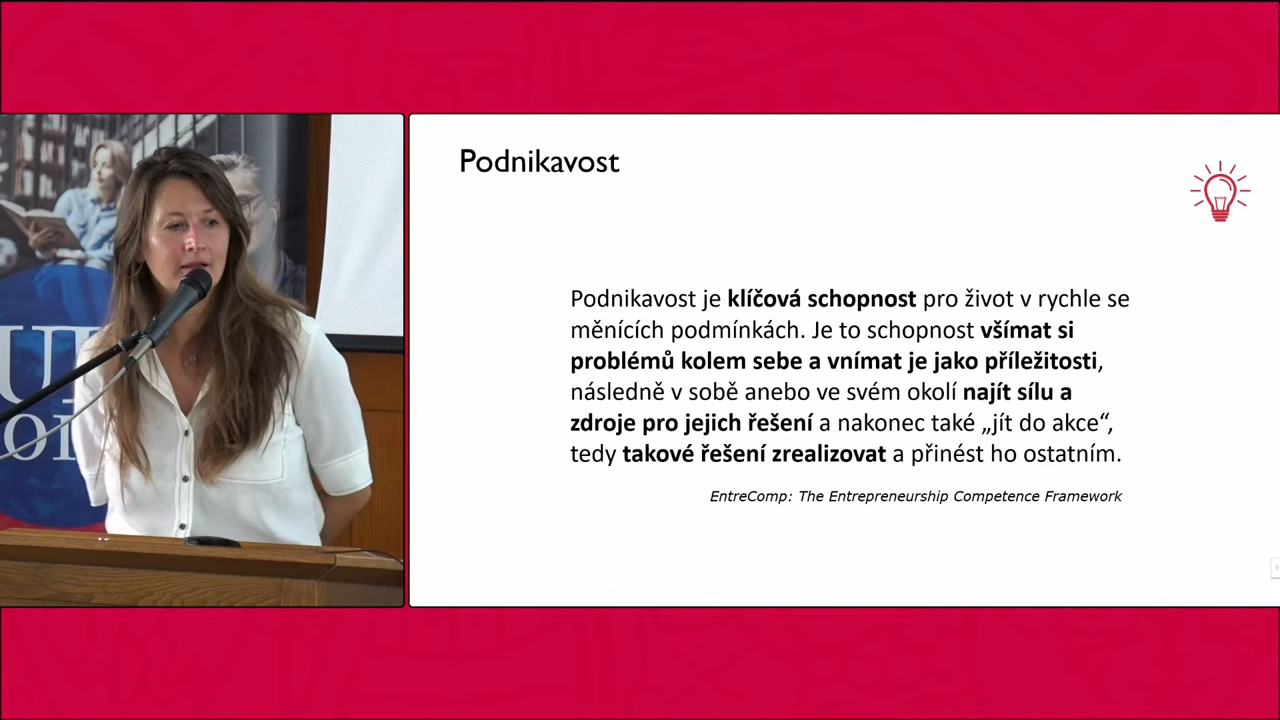 Podnikavost
Podnikavost je klíčová schopnost pro život v rychle se
měnících podmínkách. Je to schopnost všímat si
problémů kolem sebe a vnímat je jako příležitosti,
následně v sobě anebo ve svém okolí najít sílu a
zdroje pro jejich řešení a nakonec také „jít do akce“,
tedy takové řešení zrealizovat a přinést ho ostatním.
EntreComp: The Entrepreneurship Competence Framework